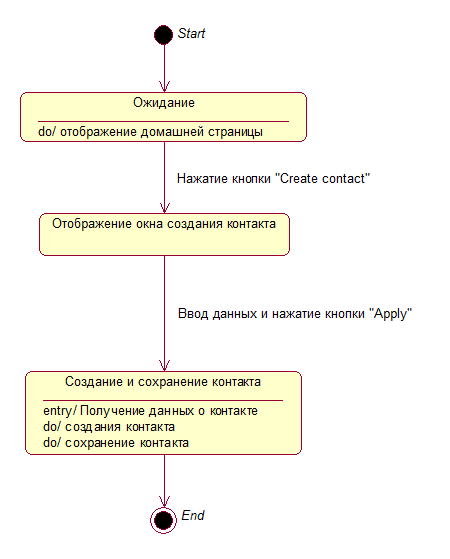 Start
Ожидание
do/ отображение домашней страницы
Нажатие кнопки "Create contact"
Отображение окна создания контакта
Ввод данных и нажатие кнопки "Apply"
Создание и сохранение контакта
entry/ Получение данных о контакте
do/ создания контакта
do/ сохранение контакта
End